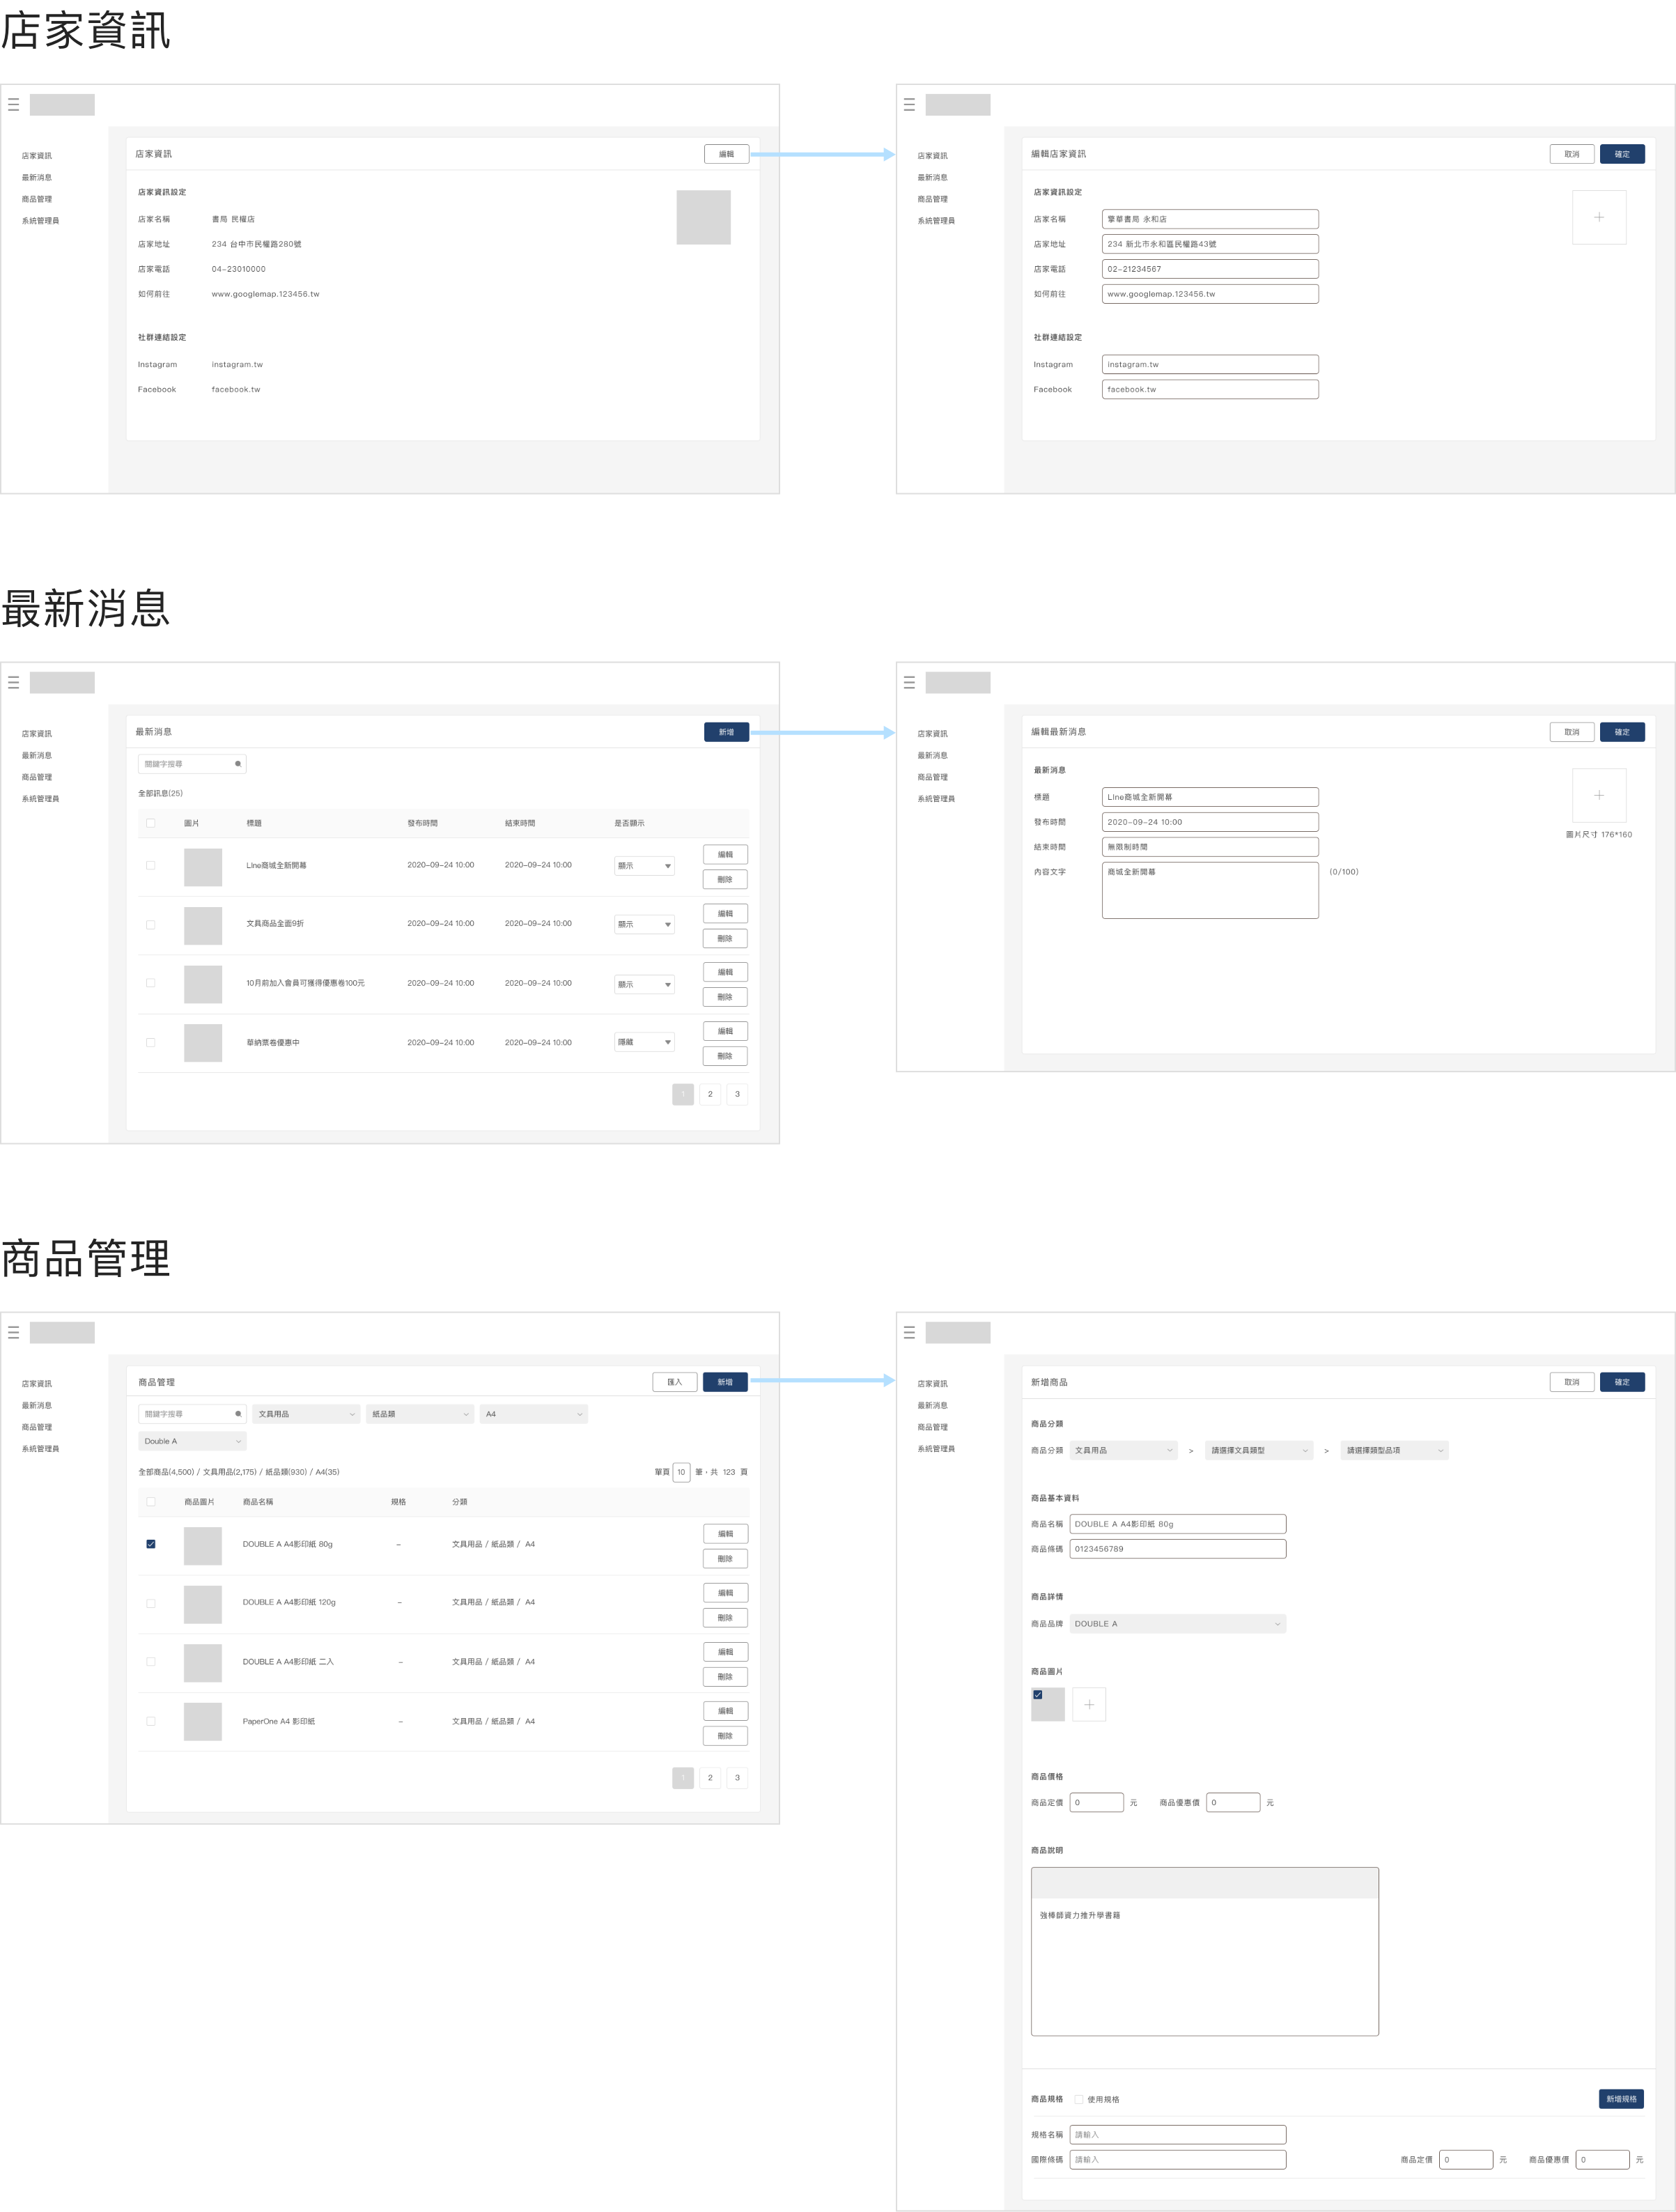 店家資訊
店家資訊
最新消息
商品管理
系統管理員
店家資訊
編輯
店家資訊設定
店家名稱 書局 民權店
店家地址 234 台中市民權路280號
店家電話 04-23010000
如何前往 www.googlemap.123456.tw
社群連結設定
Instagram instagram.tw
Facebook facebook.tw
店家資訊
最新消息
商品管理
系統管理員
編輯店家資訊
取消 確定
店家資訊設定
店家名稱 擎華書局 永和店
店家地址 234 新北市永和區民權路43號
店家電話 02-21234567
如何前往 www.googlemap.123456.tw
社群連結設定
Instagram instagram.tw
Facebook facebook.tw
最新消息
店家資訊
最新消息
商品管理
系統管理員
最新消息
新增
關鍵字搜尋
全部訊息(25)
圖片 標題 發布時間 結束時間 是否顯示
LIne商城全新開幕 2020-09-24 10:00 2020-09-24 10:00 顯示 編輯
刪除
文具商品全面9折 2020-09-24 10:00 2020-09-24 10:00 顯示 編輯
刪除
10月前加入會員可獲得優惠卷100元 2020-09-24 10:00 2020-09-24 10:00 顯示 編輯
刪除
華納票卷優惠中 2020-09-24 10:00 2020-09-24 10:00 隱藏 編輯
刪除
1 2 3
店家資訊
最新消息
商品管理
系統管理員
編輯最新消息
取消 確定
最新消息
標題 LIne商城全新開幕
發布時間 2020-09-24 10:00
結束時間 無限制時間
內容文字 商城全新開幕 (0/100)
圖片尺寸 176*160
商品管理
店家資訊
最新消息
商品管理
系統管理員
商品管理
匯入 新增
關鍵字搜尋 文具用品 紙品類 A4
Double A
全部商品(4,500) / 文具用品(2,175) / 紙品類(930) / A4(35) 單頁 10 筆・共 123 頁
商品圖片 商品名稱 規格 分類
DOUBLE A A4影印紙 80g – 文具用品 / 紙品類 / A4 編輯
刪除
DOUBLE A A4影印紙 120g – 文具用品 / 紙品類 / A4 編輯
刪除
DOUBLE A A4影印紙 二入 – 文具用品 / 紙品類 / A4 編輯
刪除
PaperOne A4 影印紙 – 文具用品 / 紙品類 / A4 編輯
刪除
1 2 3
店家資訊
最新消息
商品管理
系統管理員
新增商品
取消 確定
商品分類
商品分類 文具用品 > 請選擇文具類型 > 請選擇類型品項
商品基本資料
商品名稱 DOUBLE A A4影印紙 80g
商品條碼 0123456789
商品詳情
商品品牌 DOUBLE A
商品圖片
商品價格
商品定價 0 元 商品優惠價 0 元
商品說明
強棒師資力推升學書籍
商品規格 使用規格 新增規格
規格名稱 請輸入
國際條碼 請輸入 商品定價 0 元 商品優惠價 0 元